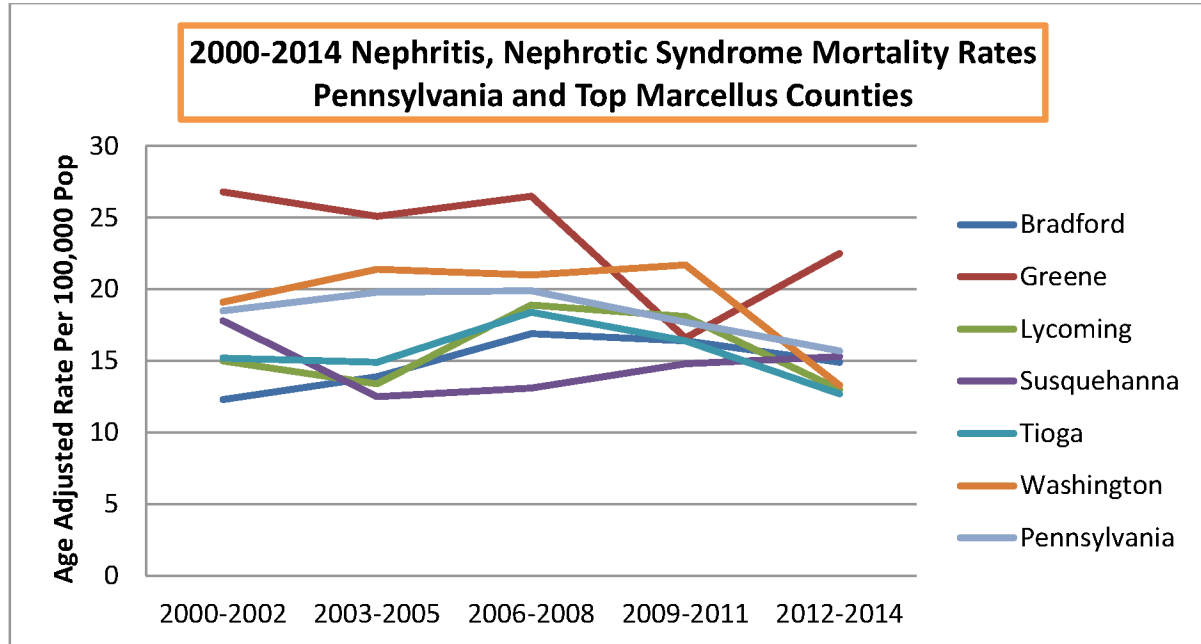 2000-2014 Nephritis, Nephrotic Syndrome Mortality Rates
Pennsylvania and Top Marcellus Counties
Age Adjusted Rate Per 100,000 Pop
30
25
20
15
10
5
0
2000-2002
2003-2005
2006-2008
2009-2011
2012-2014
Bradford
Greene
Lycoming
Susquehanna
Tioga
Washington
Pennsylvania